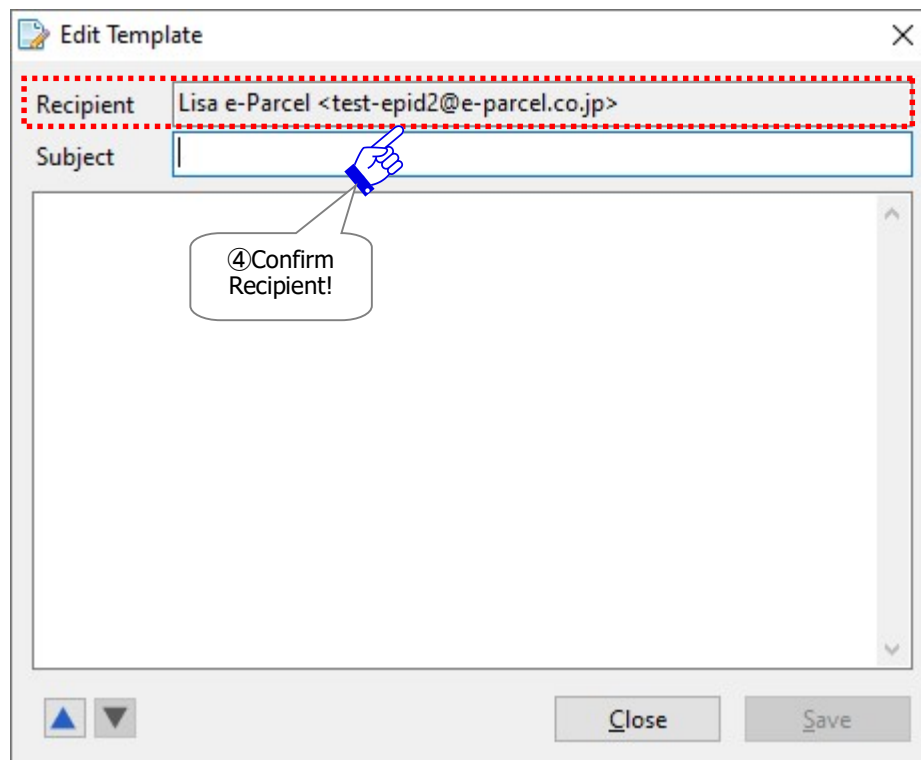 Edit Template
Recipient Lisa e-Parcel <test-epid2@e-parcel.co.jp>
Subject
④Confirm
Recipient!
Close Save